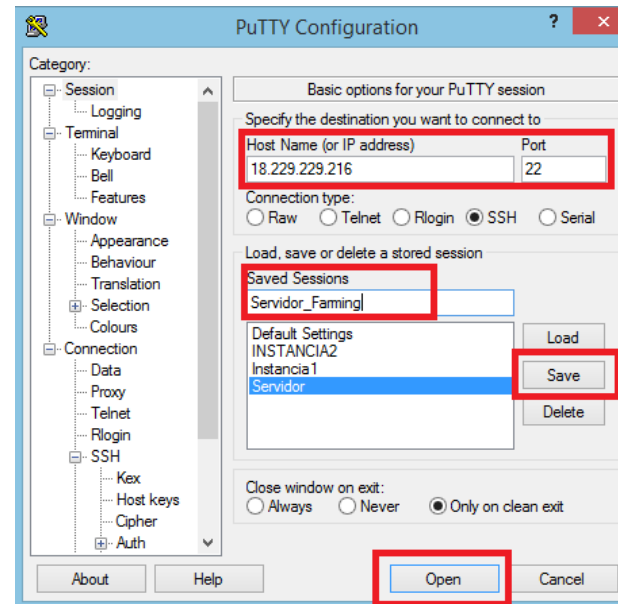 PuTTY Configuration
?
×
Category:
Session
Logging
Terminal
Keyboard
Bell
Features
Window
Appearance
Behaviour
Translation
Selection
Colours
Connection
Data
Proxy
Telnet
Rlogin
SSH
Kex
Host keys
Cipher
Auth
Basic options for your PuTTY session
Specify the destination you want to connect to
Host Name (or IP address) Port
18.229.229.216 22
Connection type:
Raw Telnet Rlogin SSH Serial
Load, save or delete a stored session
Saved Sessions
Servidor_Farming
Default Settings
INSTANCIA2
Instancia1
Servidor
Load
Save
Delete
Close window on exit:
Always Never Only on clean exit
About Help Open Cancel